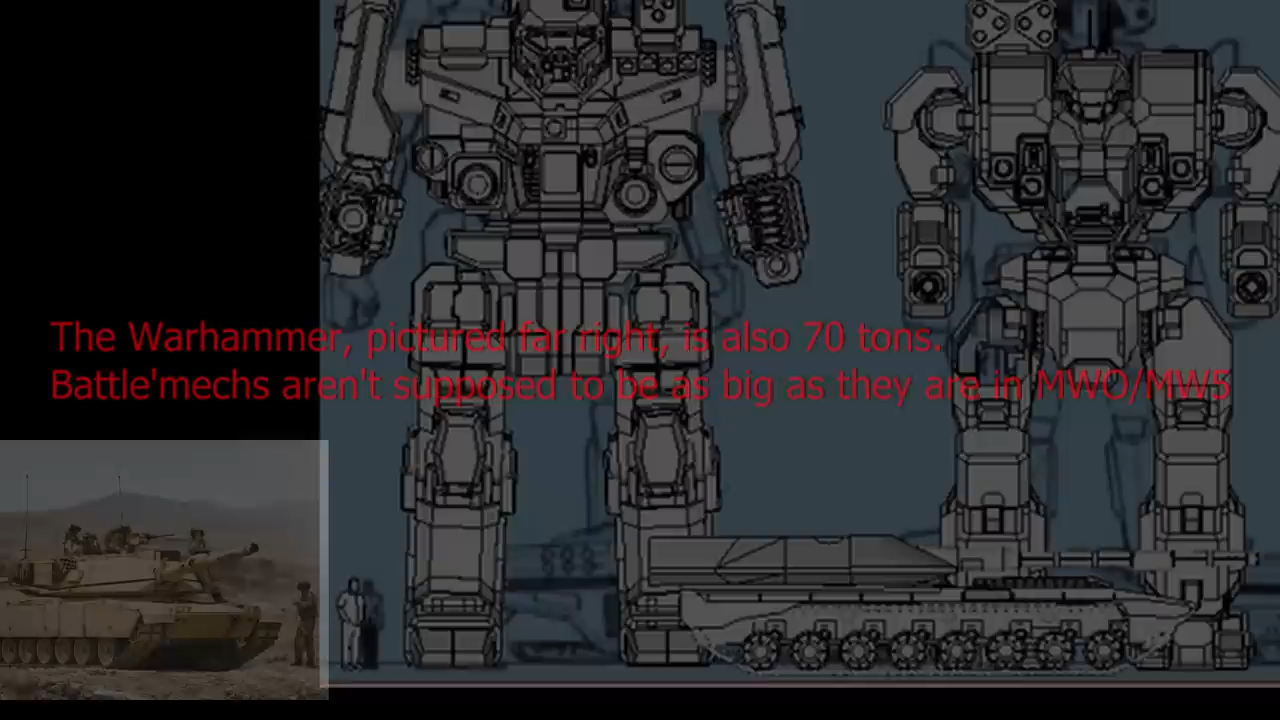 The Warhammer, pictured far right, is also 70 tons.
Battle'mechs aren't supposed to be as big as they are in MWO/MW5